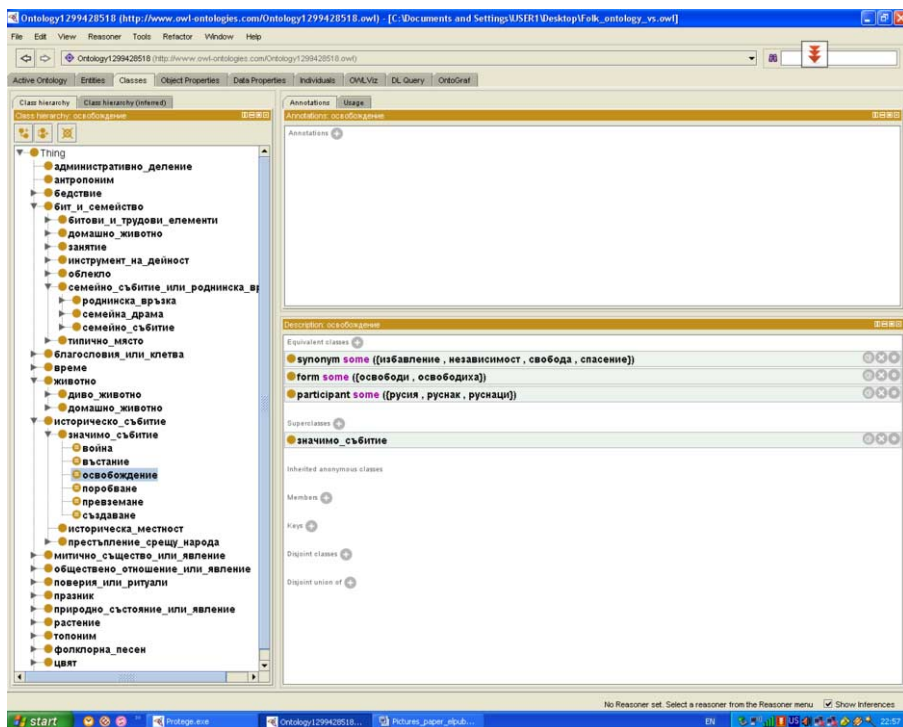 Ontology1299428518 (http://www.owl-ontologies.com/Ontology1299428518.owl) - [C:\Documents and Settings\USER1\Desktop\Folk_ontology_vs.owl]
File Edit View Reasoner Tools Refactor Window Help
Ontology1299428518 (http://www.owl-ontologies.com/Ontology1299428518.owl)
Active Ontology Entities Classes Object Properties Data Properties Individuals OWLViz DL Query OntoGraf
Class hierarchy Class hierarchy (inferred)
Class hierarchy: освобождение
Thing
административно_деление
антропоним
бедствие
бит_и_семейство
битови_и_трудови_елементи
домашно_животно
занятие
инструмент_на_дейност
облекло
семейно_събитие_или_роднинска_вр
роднинска_връзка
семейна_драма
семейно_събитие
типично_място
благословия_или_клетва
време
животно
диво_животно
домашно_животно
историческо_събитие
значимо_събитие
война
въстание
освобождение
поробване
превземане
създаване
историческа_местност
престъпление_срещу_народа
митично_същество_или_явление
обществено_отношение_или_явление
поверия_или_ритуали
празник
природно_състояние_или_явление
растение
топоним
фолклорна_песен
цвят
Annotations Usage
Annotations: освобождение
Annotations
Description: освобождение
Equivalent classes
synonym some ({избавление , независимост , свобода , спасение})
form some ({освободи , освободиха})
participant some ({русия , руснак , руснаци})
Superclasses
значимо_събитие
Inherited anonymous classes
Members
Keys
Disjoint classes
Disjoint union of
No Reasoner set. Select a reasoner from the Reasoner menu Show Inferences
start Protege.exe Ontology1299428518... Pictures_paper_elpub... EN 22:57